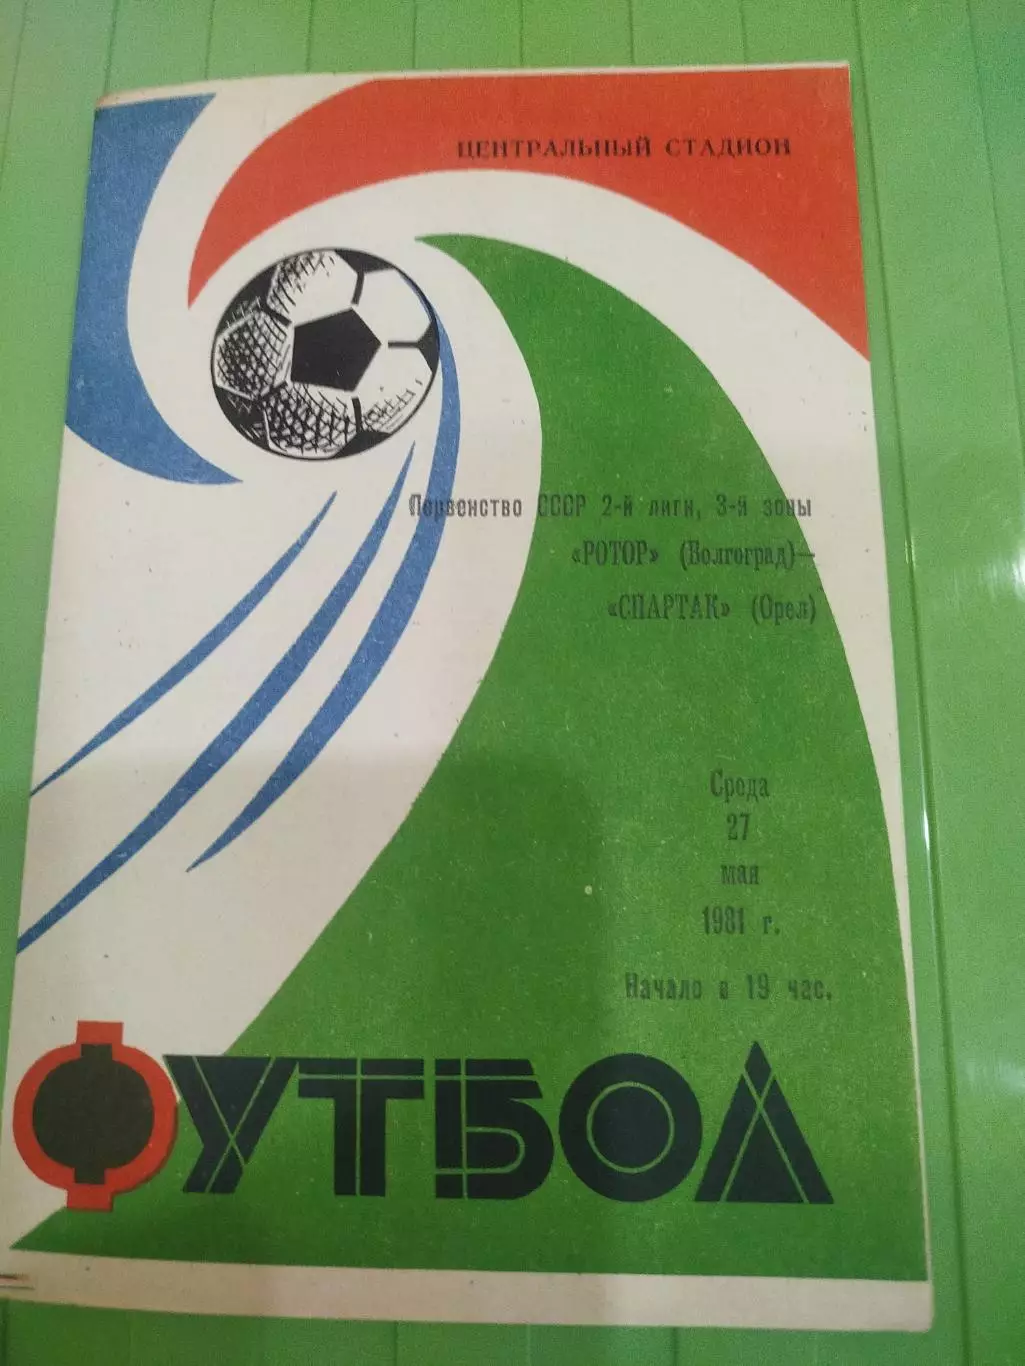 ЦЕНТРАЛЬНЫЙ СТАДИОН
Первенство СССР 2-й лиги, 3-я зоны
«РОТОР» (Волгоград)—
«СПАРТАК» (Орел)
Среда
27
мая
1981 г.
Начало в 19 час.
ФУТБОЛ